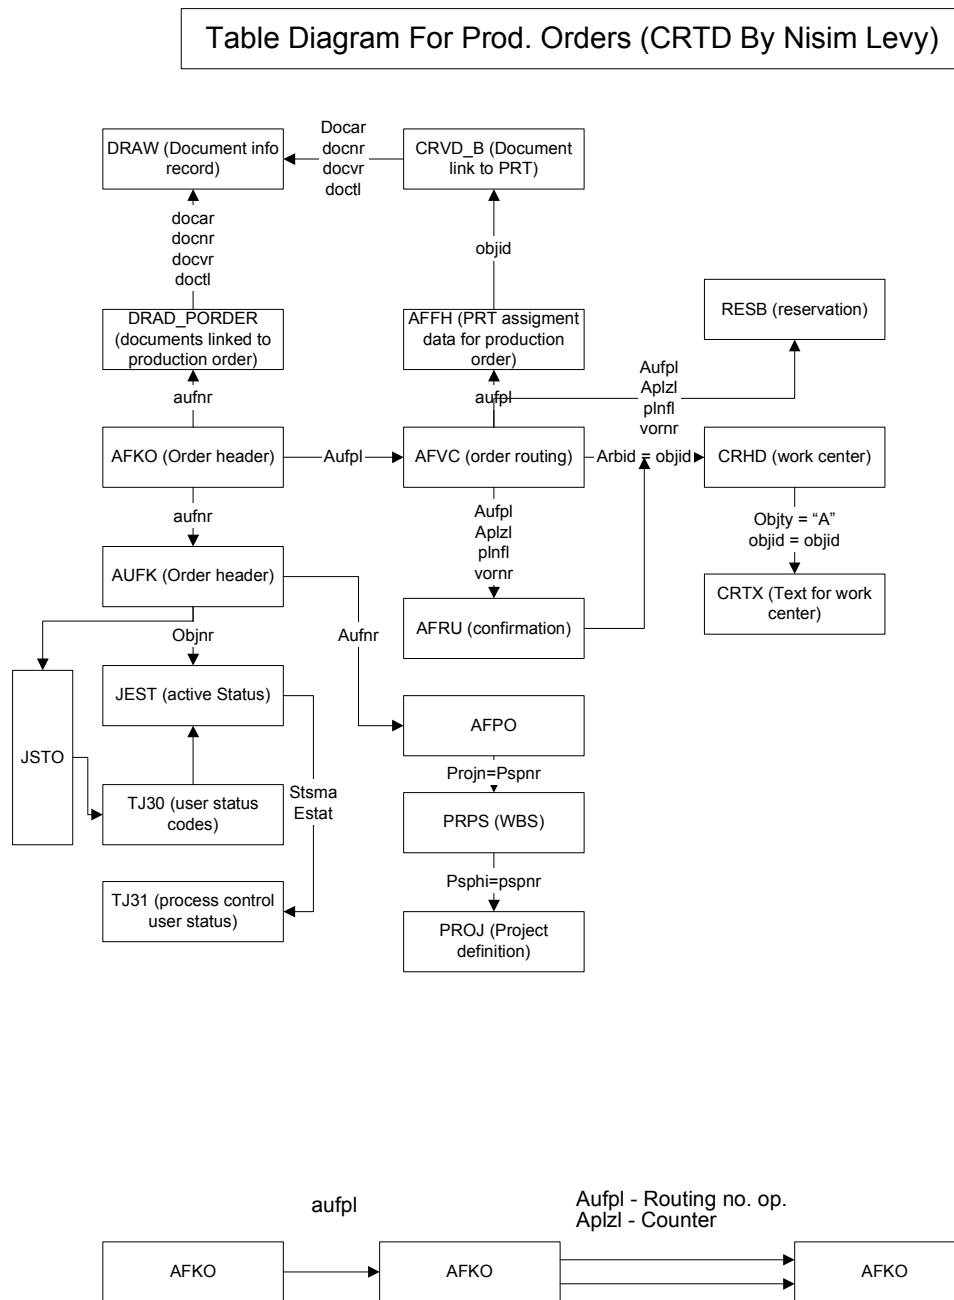 Table Diagram For Prod. Orders (CRTD By Nisim Levy)
DRAW (Document info
record)
Docar
docnr
docvr
doctl
CRVD_B (Document
link to PRT)
docar
docnr
docvr
doctl
objid
DRAD_PORDER
(documents linked to
production order)
AFFH (PRT assigment
data for production
order)
RESB (reservation)
aufnr
aufpl
Aufpl
Aplzl
plnfl
vornr
AFKO (Order header)
Aufpl
AFVC (order routing)
Arbid = objid
CRHD (work center)
aufnr
Aufpl
Aplzl
plnfl
vornr
Objty = “A”
objid = objid
AUFK (Order header)
CRTX (Text for work
center)
Objnr
Aufnr
AFRU (confirmation)
JEST (active Status)
JSTO
AFPO
Stsma
Estat
Projn=Pspnr
TJ30 (user status
codes)
PRPS (WBS)
Psphi=pspnr
TJ31 (process control
user status)
PROJ (Project
definition)
aufpl
Aufpl - Routing no. op.
Aplzl - Counter
AFKO
AFKO
AFKO